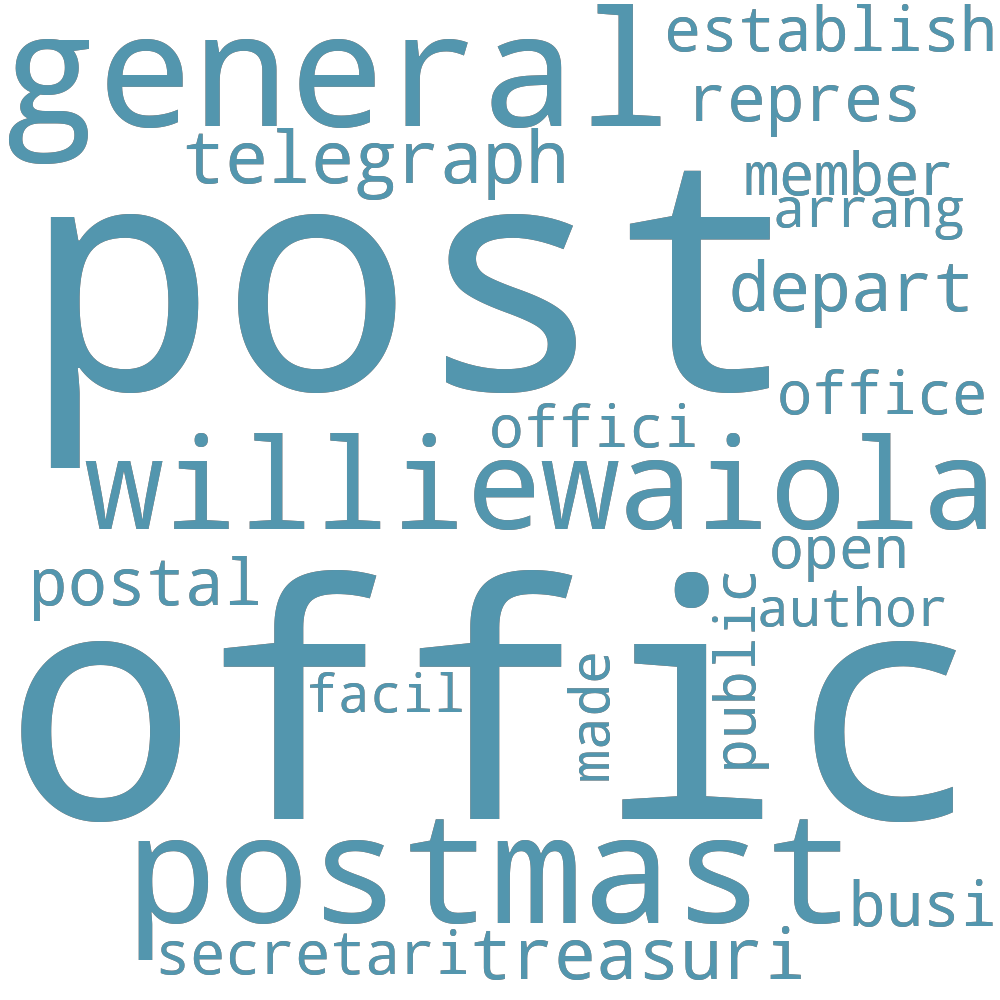 general
establish
repres
telegraph
member
arrang
post
depart
office
offici
williewaiola
open
postal
author
public
offic
facil
made
postmast
busi
secretari
treasuri